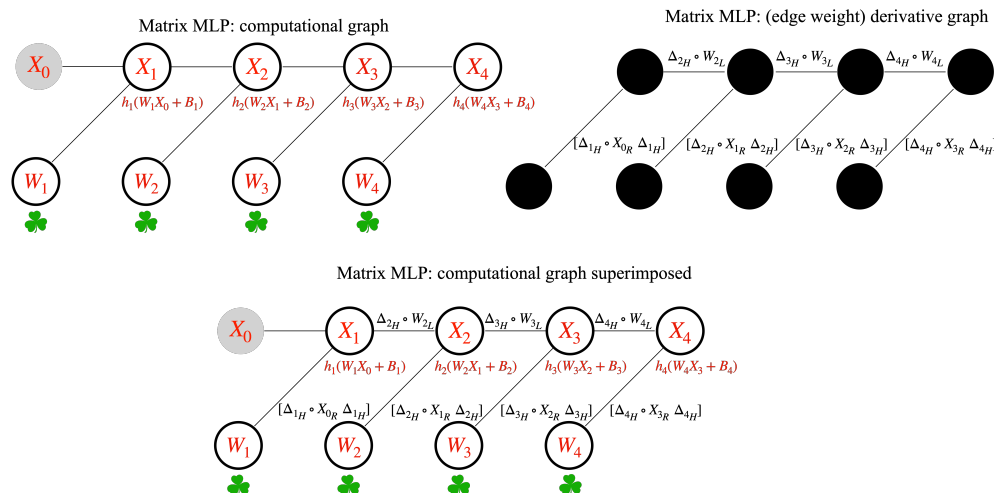 Matrix MLP: computational graph
X₀ X₁ X₂ X₃ X₄
h₁(W₁X₀ + B₁) h₂(W₂X₁ + B₂) h₃(W₃X₂ + B₃) h₄(W₄X₃ + B₄)
W₁ W₂ W₃ W₄
Matrix MLP: (edge weight) derivative graph
Δ₂H ∘ W₂L Δ₃H ∘ W₃L Δ₄H ∘ W₄L
[Δ₁H ∘ X₀R Δ₁H] [Δ₂H ∘ X₁R Δ₂H] [Δ₃H ∘ X₂R Δ₃H] [Δ₄H ∘ X₃R Δ₄H
Matrix MLP: computational graph superimposed
Δ₂H ∘ W₂L Δ₃H ∘ W₃L Δ₄H ∘ W₄L
X₀ X₁ X₂ X₃ X₄
h₁(W₁X₀ + B₁) h₂(W₂X₁ + B₂) h₃(W₃X₂ + B₃) h₄(W₄X₃ + B₄)
[Δ₁H ∘ X₀R Δ₁H] [Δ₂H ∘ X₁R Δ₂H] [Δ₃H ∘ X₂R Δ₃H] [Δ₄H ∘ X₃R Δ₄H]
W₁ W₂ W₃ W₄